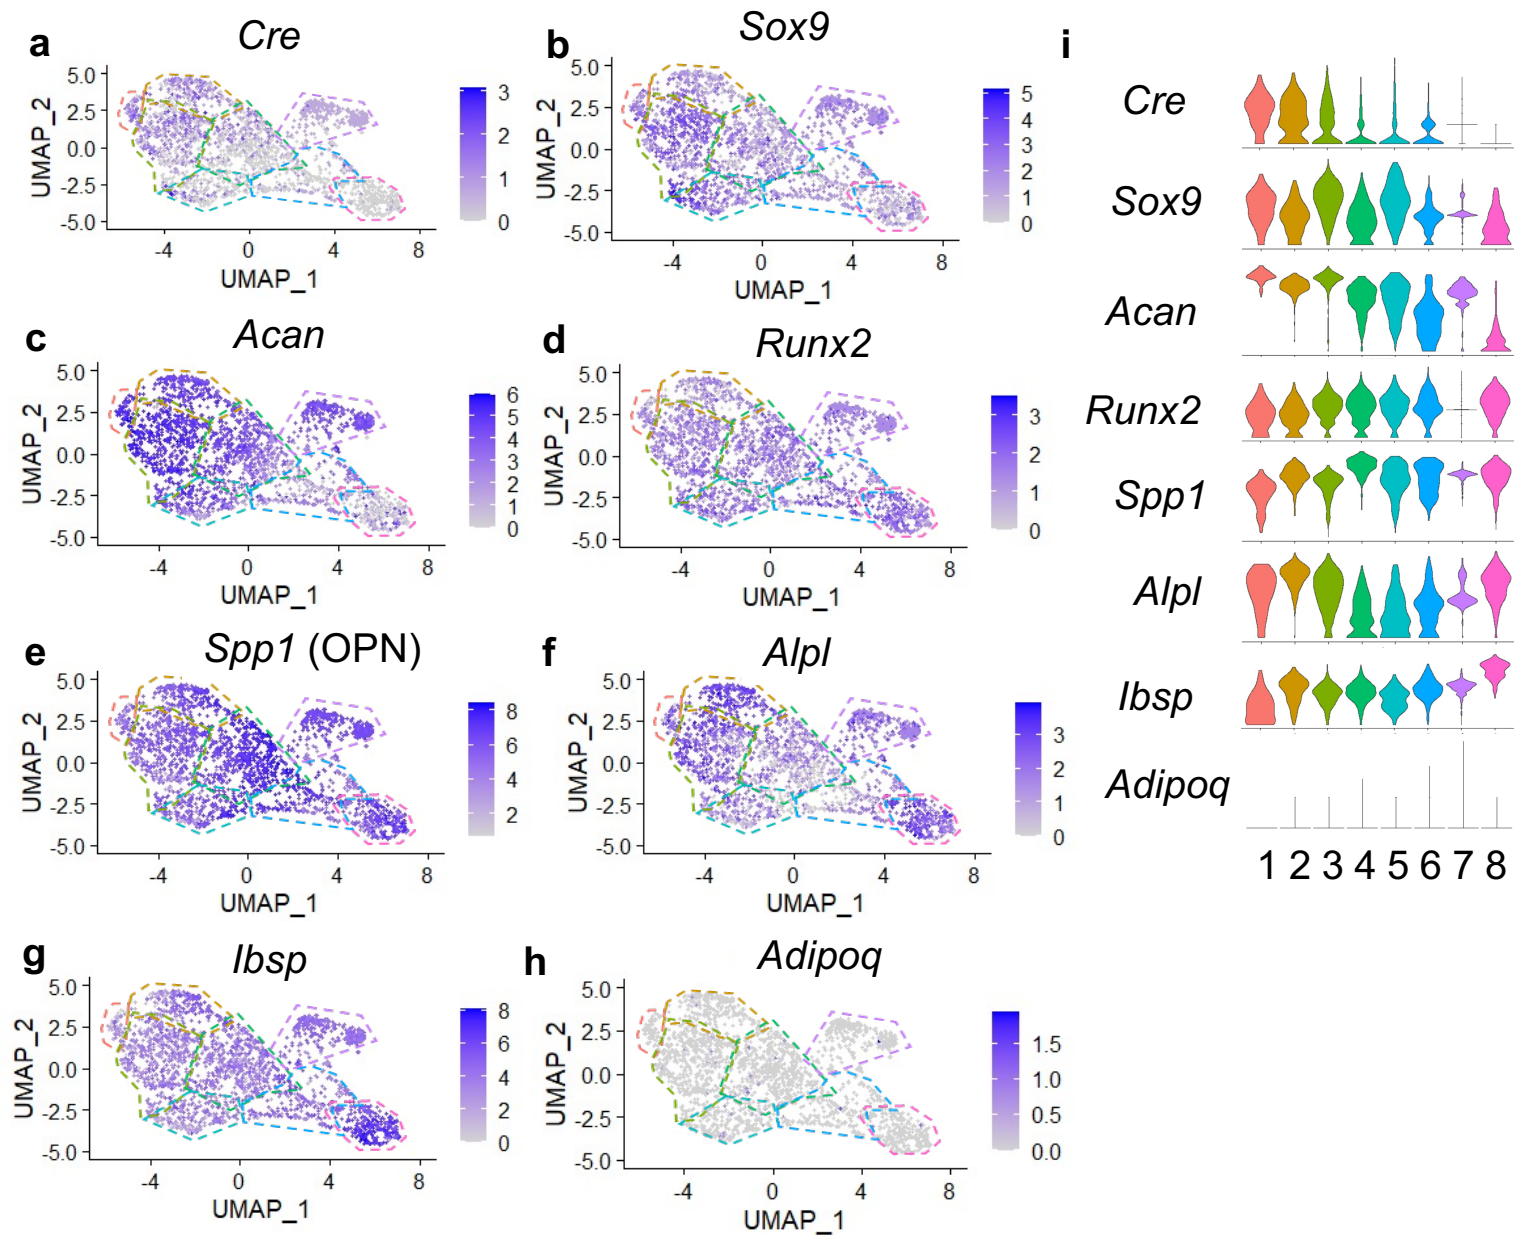 a
Cre
5.0
2.5
0.0
-2.5
-5.0
UMAP_2
-4
0
4
8
UMAP_1
3
2
1
0
b
Sox9
5.0
2.5
0.0
-2.5
-5.0
UMAP_2
-4
0
4
8
UMAP_1
5
4
3
2
1
0
c
Acan
5.0
2.5
0.0
-2.5
-5.0
UMAP_2
-4
0
4
8
UMAP_1
6
5
4
3
2
1
0
d
Runx2
5.0
2.5
0.0
-2.5
-5.0
UMAP_2
-4
0
4
8
UMAP_1
3
2
1
0
e
Spp1 (OPN)
5.0
2.5
0.0
-2.5
-5.0
UMAP_2
-4
0
4
8
UMAP_1
8
6
4
2
f
Alpl
5.0
2.5
0.0
-2.5
-5.0
UMAP_2
-4
0
4
8
UMAP_1
3
2
1
0
g
Ibsp
5.0
2.5
0.0
-2.5
-5.0
UMAP_2
-4
0
4
8
UMAP_1
8
6
4
2
0
h
Adipoq
5.0
2.5
0.0
-2.5
-5.0
UMAP_2
-4
0
4
8
UMAP_1
1.5
1.0
0.5
0.0
i
Cre
Sox9
Acan
Runx2
Spp1
Alpl
Ibsp
Adipoq
1 2 3 4 5 6 7 8